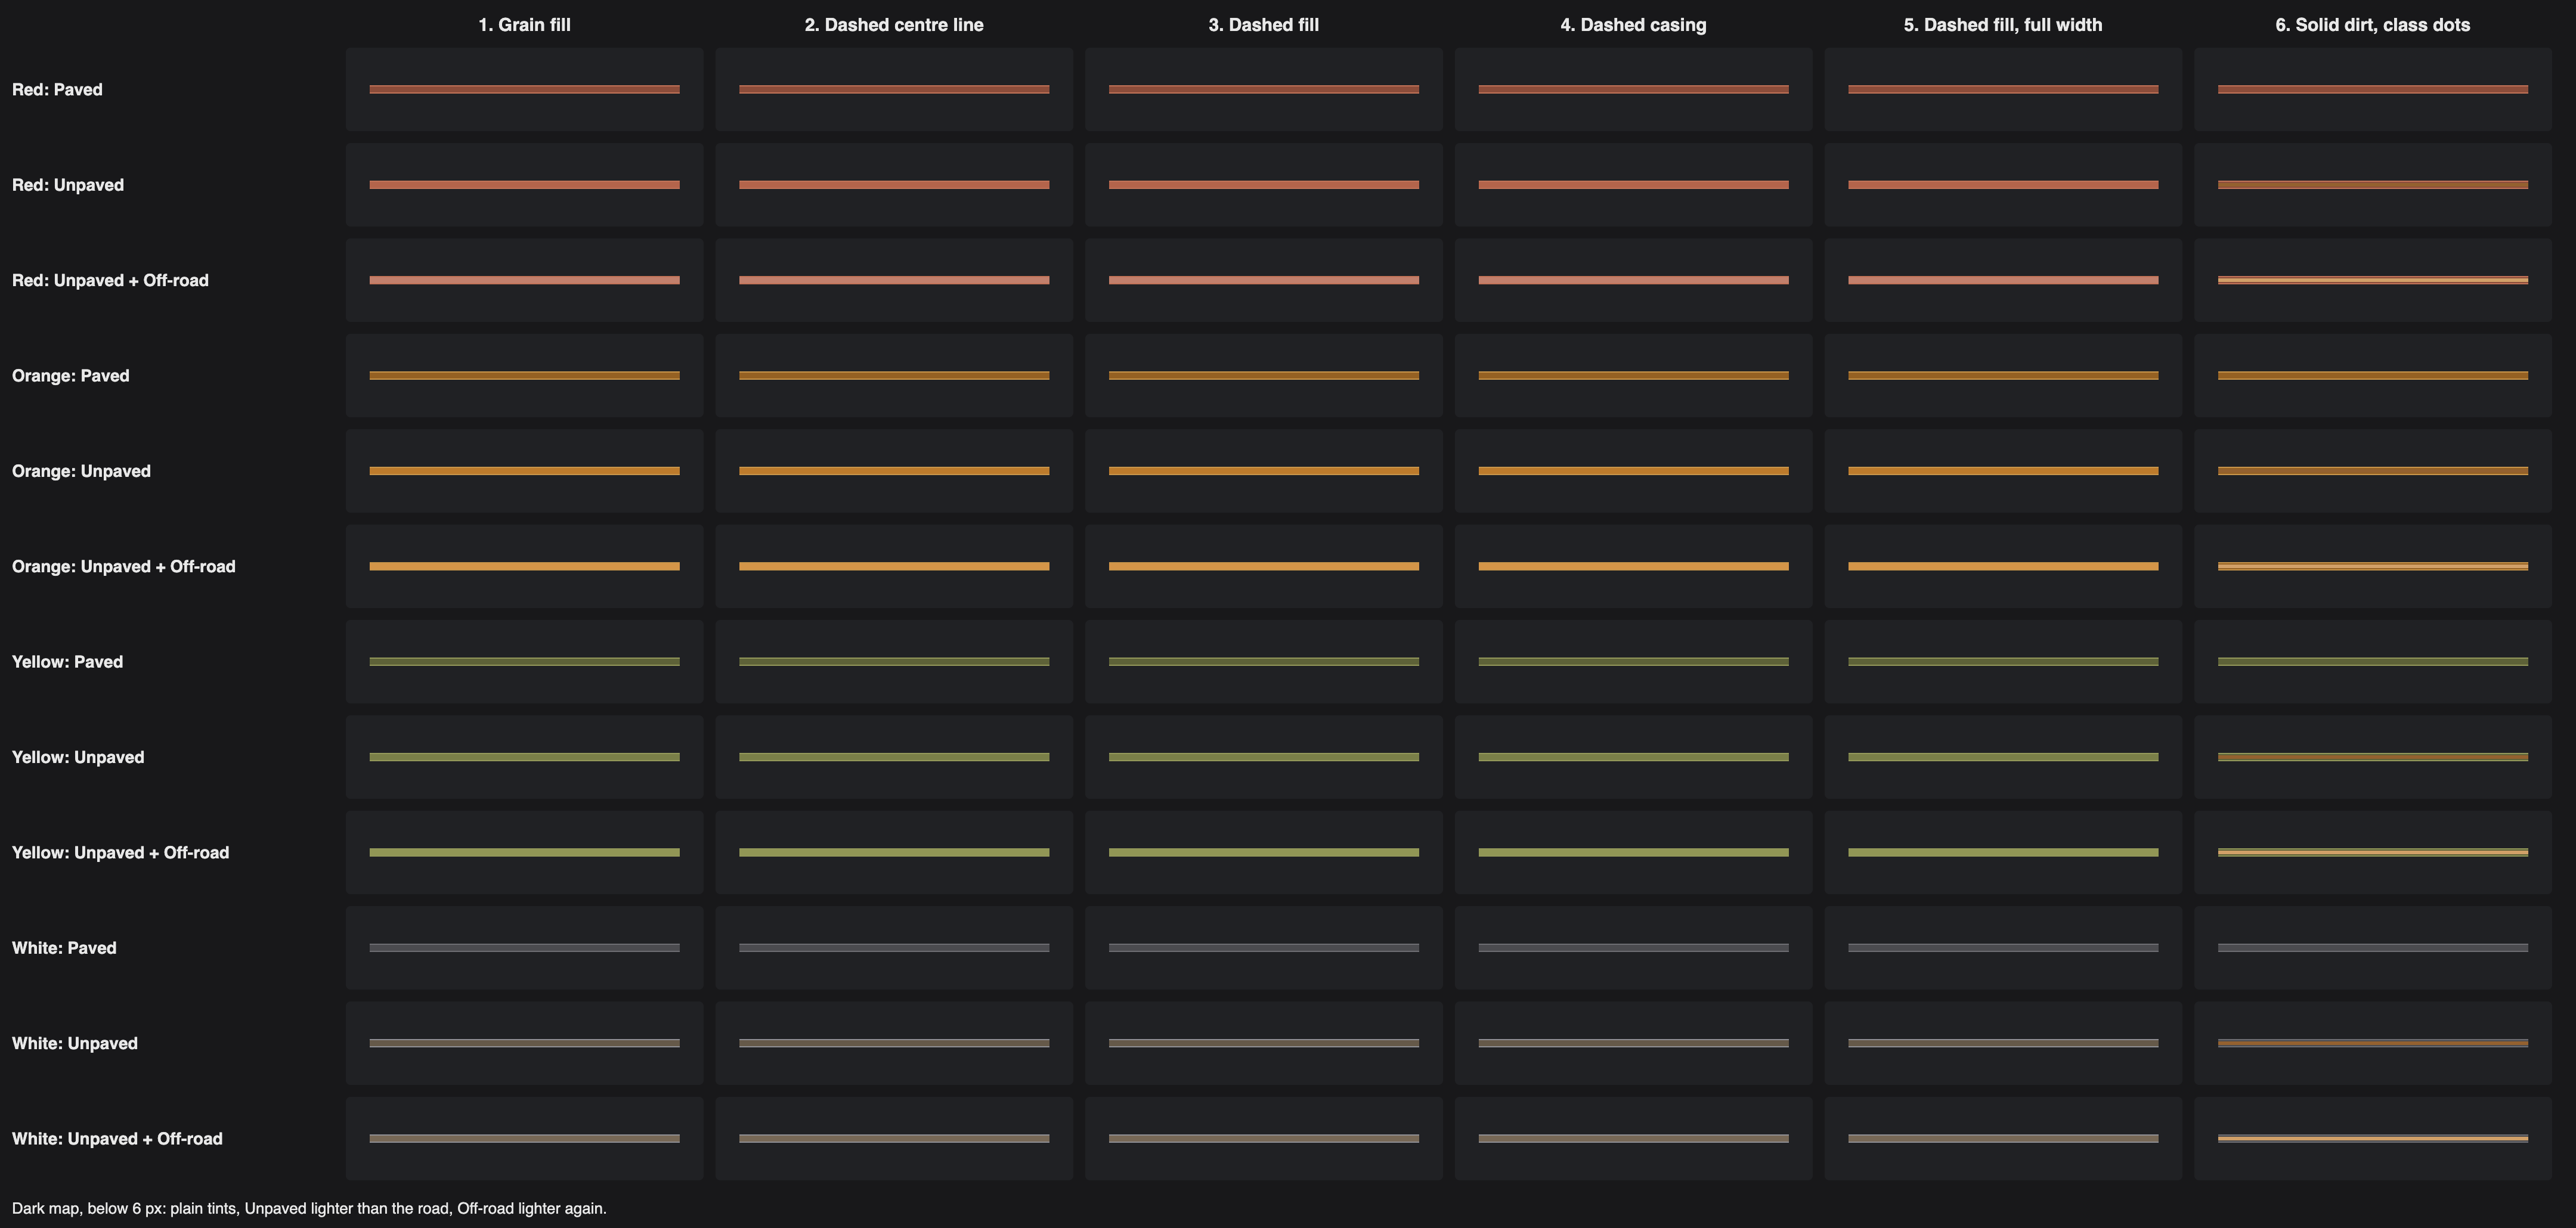 1. Grain fill
2. Dashed centre line
3. Dashed fill
4. Dashed casing
5. Dashed fill, full width
6. Solid dirt, class dots
Red: Paved
Red: Unpaved
Red: Unpaved + Off-road
Orange: Paved
Orange: Unpaved
Orange: Unpaved + Off-road
Yellow: Paved
Yellow: Unpaved
Yellow: Unpaved + Off-road
White: Paved
White: Unpaved
White: Unpaved + Off-road
Dark map, below 6 px: plain tints, Unpaved lighter than the road, Off-road lighter again.